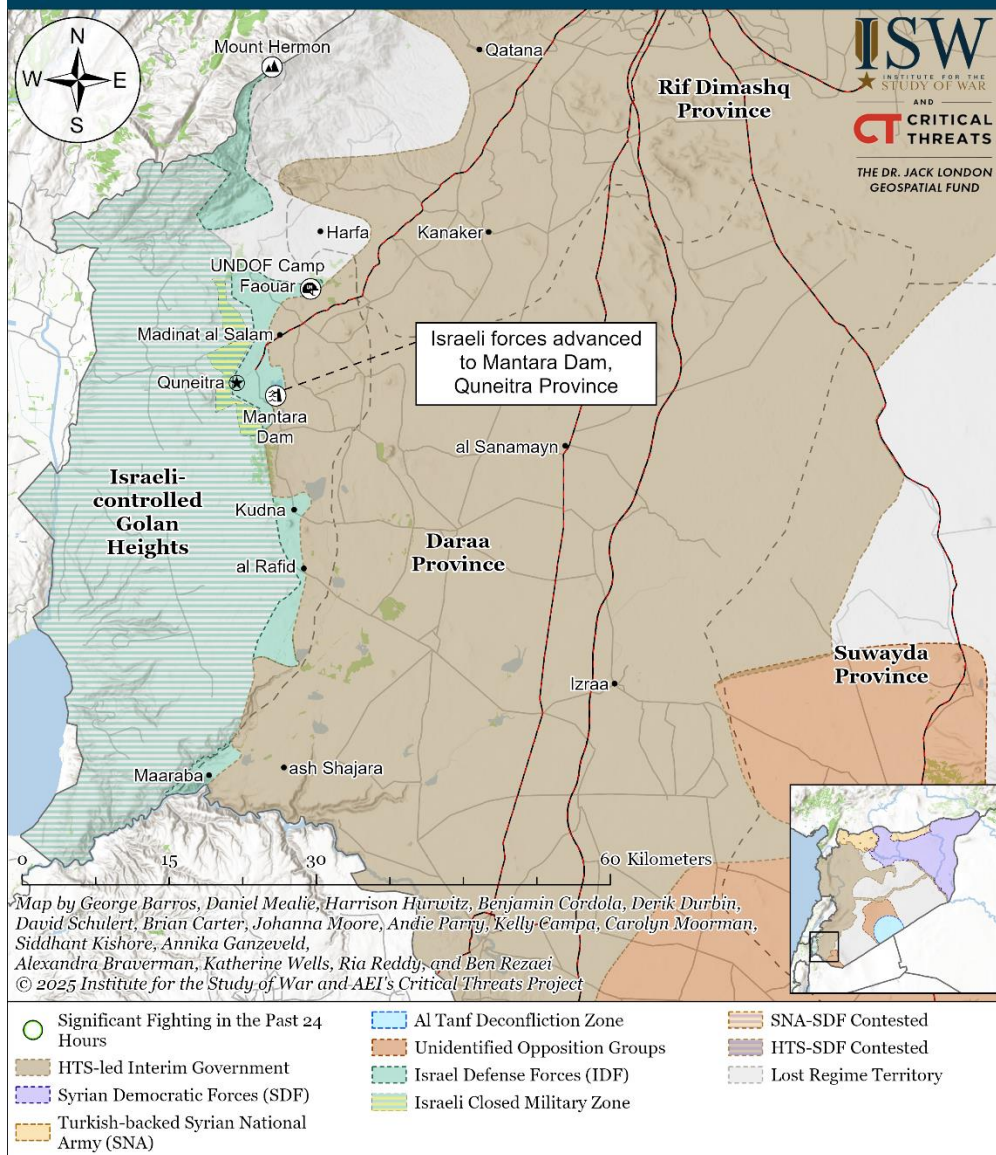 N
W
E
S
Mount Hermon
Qatana
Rif Dimashq
Province
ISW
INSTITUTE FOR THE
STUDY OF WAR
AND
CT CRITICAL
THREATS
THE DR. JACK LONDON
GEOSPATIAL FUND
Harfa
Kanaker
UNDOF Camp
Faouar
Madinat al Salam
Israeli forces advanced
to Mantara Dam,
Quneitra Province
Quneitra
Mantara
Dam
al Sanamayn
Israeli-
controlled
Golan
Heights
Kudna
Daraa
Province
al Rafid
Suwayda
Province
Izraa
Maaraba
ash Shajara
0
15
30
60 Kilometers
Map by George Barros, Daniel Mealie, Harrison Hurwitz, Benjamin Cordola, Derik Durbin,
David Schulert, Brian Carter, Johanna Moore, Andie Parry, Kelly Campa, Carolyn Moorman,
Siddhant Kishore, Annika Ganzeveld,
Alexandra Braverman, Katherine Wells, Ria Reddy, and Ben Rezaei
© 2025 Institute for the Study of War and AEI's Critical Threats Project
Significant Fighting in the Past 24
Hours
HTS-led Interim Government
Syrian Democratic Forces (SDF)
Turkish-backed Syrian National
Army (SNA)
Al Tanf Deconfliction Zone
Unidentified Opposition Groups
Israel Defense Forces (IDF)
Israeli Closed Military Zone
SNA-SDF Contested
HTS-SDF Contested
Lost Regime Territory